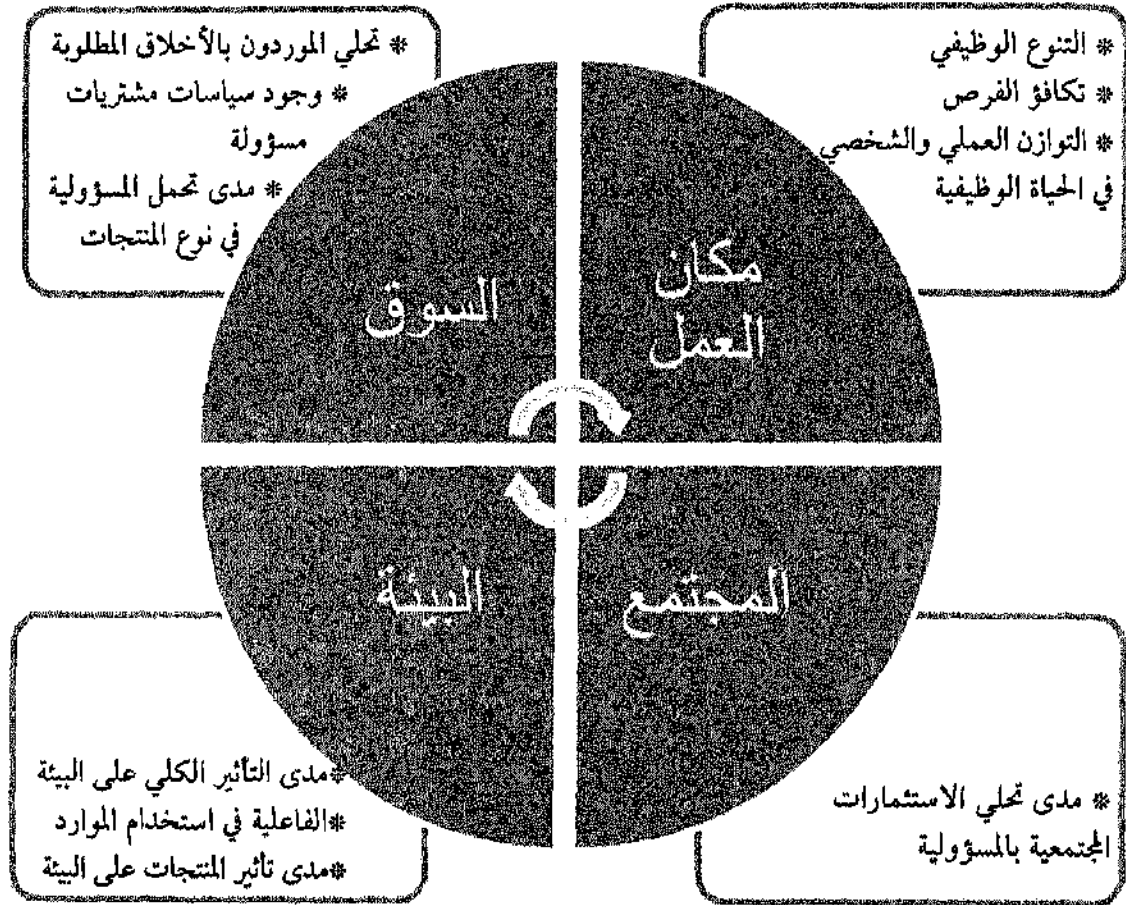 * التنوع الوظيفي
* تكافؤ الفرص
* التوازن العملي والشخصي
في الحياة الوظيفية
* تحلي الموردون بالأخلاق المطلوبة
* وجود سياسات مشتريات
مسؤولة
* مدى تحمل المسؤولية
في نوع المنتجات
مكان
العمل
السوق
المجتمع
البيئة
* مدى تحلي الاستثمارات
المجتمعية بالمسؤولية
*مدى التأثير الكلي على البيئة
*الفاعلية في استخدام الموارد
*مدى تأثير المنتجات على البيئة